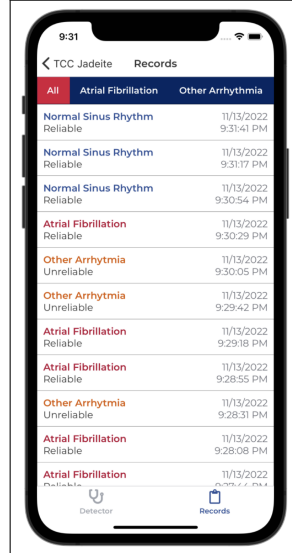 9:31
TCC Jadeite Records
All Atrial Fibrillation Other Arrhythmia
Normal Sinus Rhythm 11/13/2022
Reliable 9:31:41 PM
Normal Sinus Rhythm 11/13/2022
Reliable 9:31:17 PM
Normal Sinus Rhythm 11/13/2022
Reliable 9:30:54 PM
Atrial Fibrillation 11/13/2022
Reliable 9:30:29 PM
Other Arrhytmia 11/13/2022
Unreliable 9:30:05 PM
Other Arrhytmia 11/13/2022
Unreliable 9:29:42 PM
Atrial Fibrillation 11/13/2022
Reliable 9:29:18 PM
Atrial Fibrillation 11/13/2022
Reliable 9:28:55 PM
Other Arrhytmia 11/13/2022
Unreliable 9:28:31 PM
Atrial Fibrillation 11/13/2022
Reliable 9:28:08 PM
Atrial Fibrillation 11/13/2022
Reliable 9:27:44 PM
Detector Records